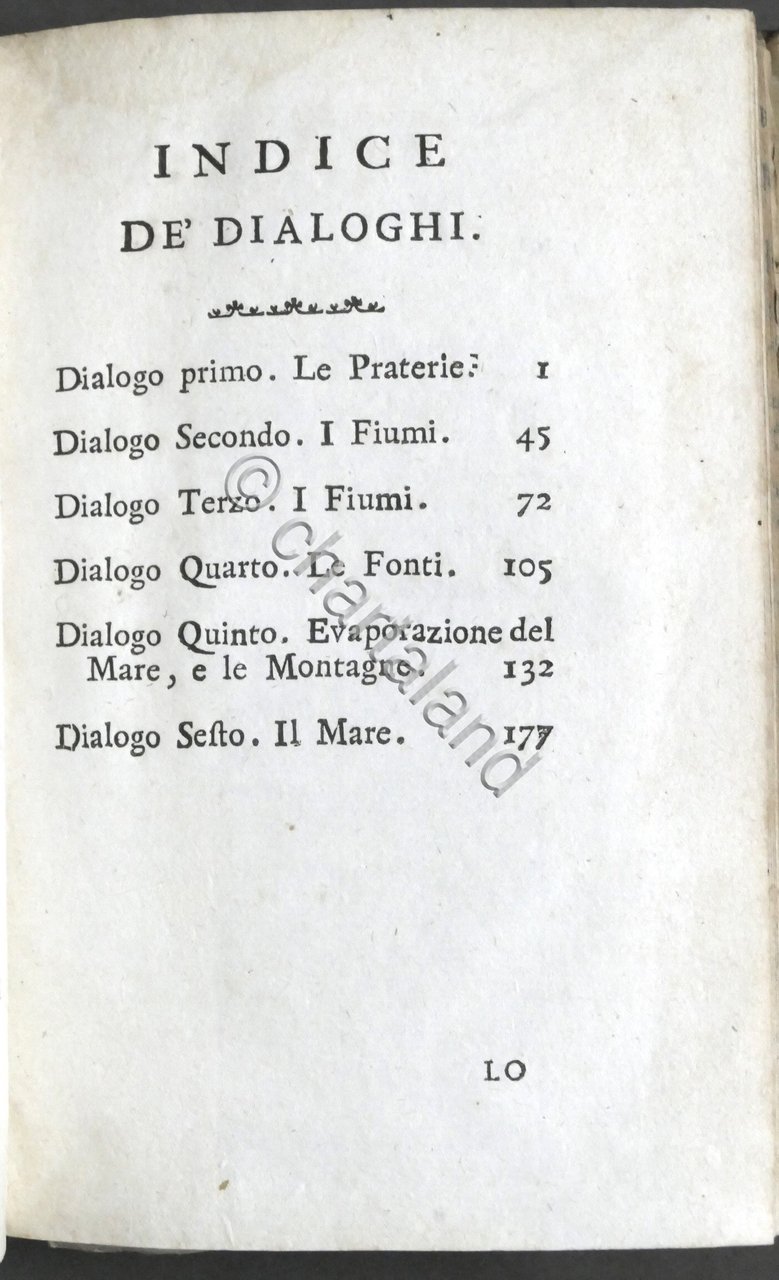 INDICE
DE' DIALOGHI.
Dialogo primo. Le Praterie. 1
Dialogo Secondo. I Fiumi. 45
Dialogo Terzo. I Fiumi. 72
Dialogo Quarto. Le Fonti. 105
Dialogo Quinto. Evaporazione del
Mare, e le Montagne. 132
Dialogo Seſto. Il Mare. 177
LO
© chartaland